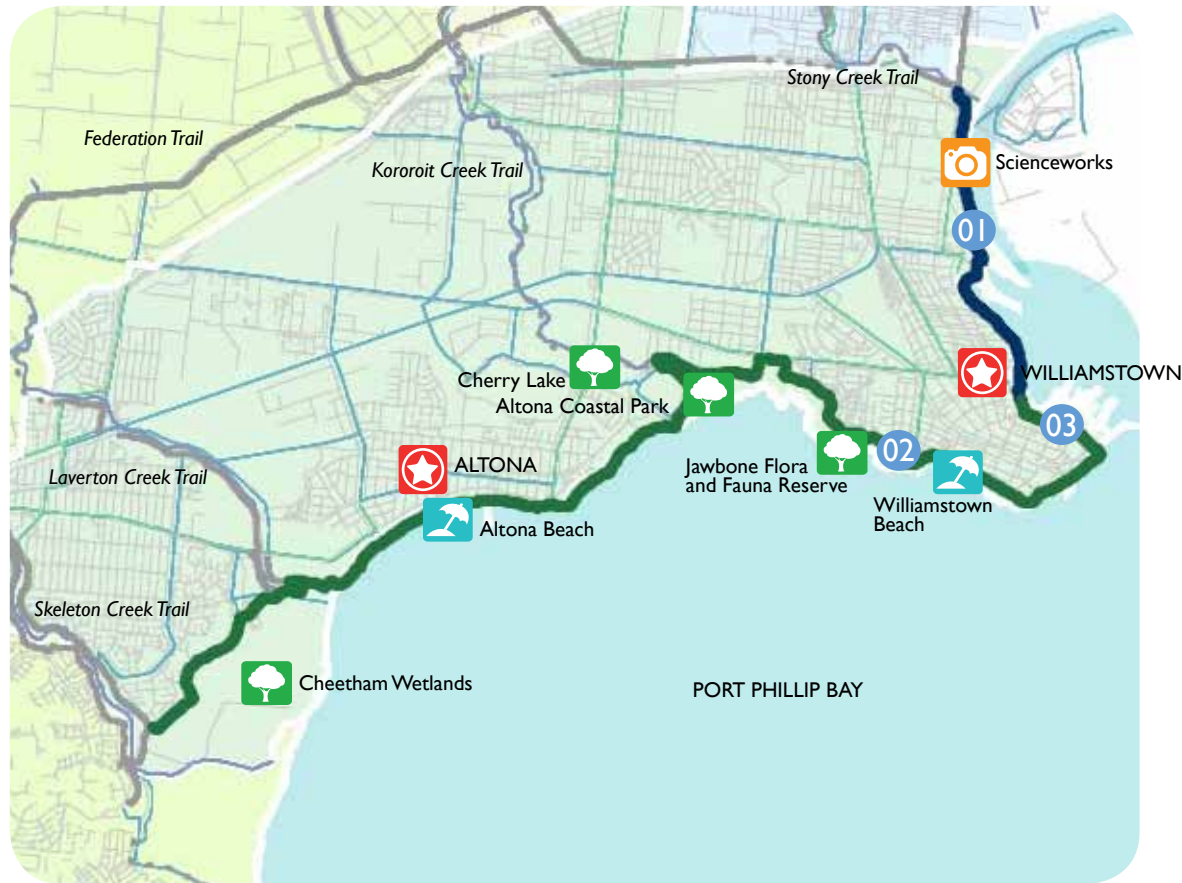 Stony Creek Trail
Federation Trail
Scienceworks
Kororoit Creek Trail
01
Cherry Lake
WILLIAMSTOWN
Altona Coastal Park
03
02
ALTONA
Jawbone Flora
and Fauna Reserve
Laverton Creek Trail
Williamstown
Beach
Altona Beach
Skeleton Creek Trail
Cheetham Wetlands
PORT PHILLIP BAY